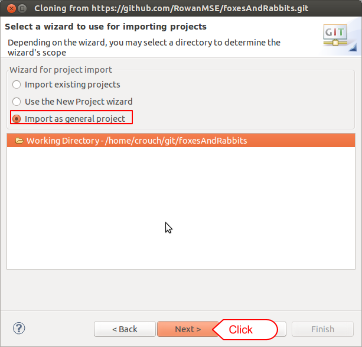 Cloning from https://github.com/RowanMSE/foxesAndRabbits.git
Select a wizard to use for importing projects
Depending on the wizard, you may select a directory to determine the
wizard's scope
GIT
Wizard for project import
Import existing projects
Use the New Project wizard
Import as general project
Working Directory - /home/crouch/git/foxesAndRabbits
? < Back Next > Click Finish